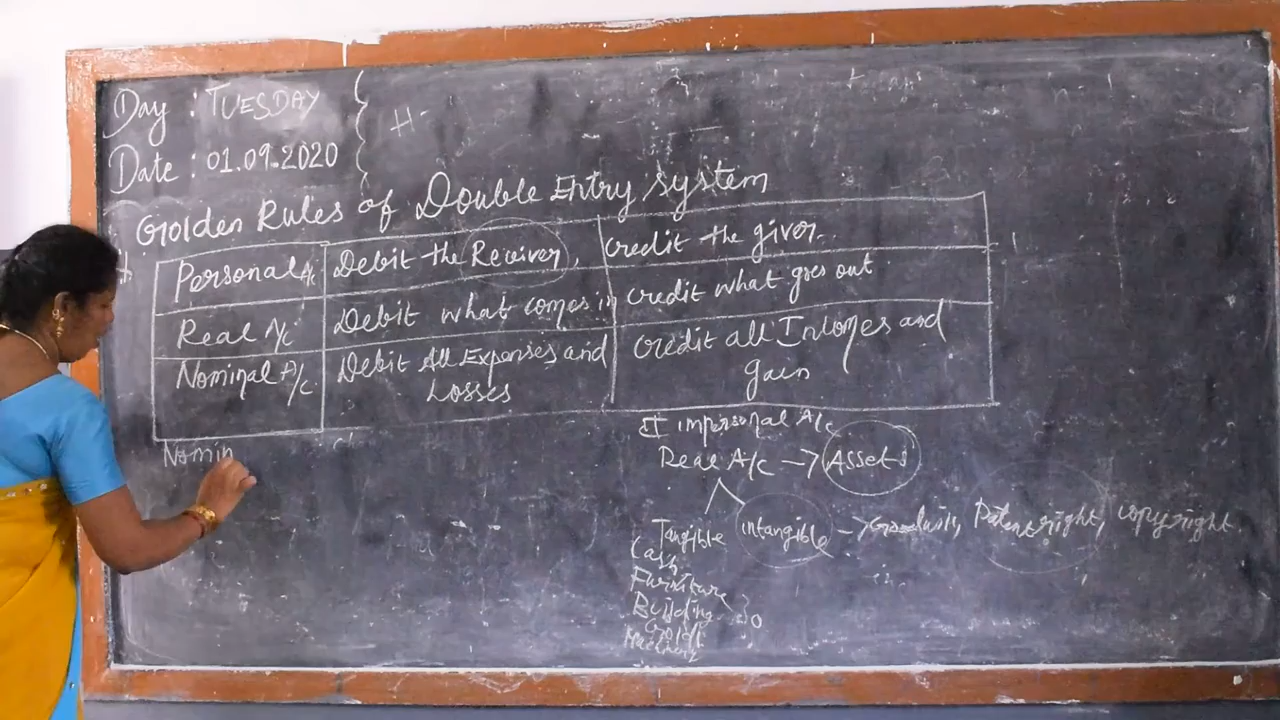 Day : TUESDAY
Date : 01.09.2020
H-
Golden Rules of Double Entry System
Personal A/c Debit the Receiver, credit the giver.
Real A/c Debit what comes in credit what goes out
Nominal A/c. Debit All Expenses and Losses credit all Incomes and gain
II impersonal A/c
Real A/c → Assets
Tangible intangible → Goodwill, Patent right, copyright
Cash
Furniture
Building
Gold
Machinery
Nomin